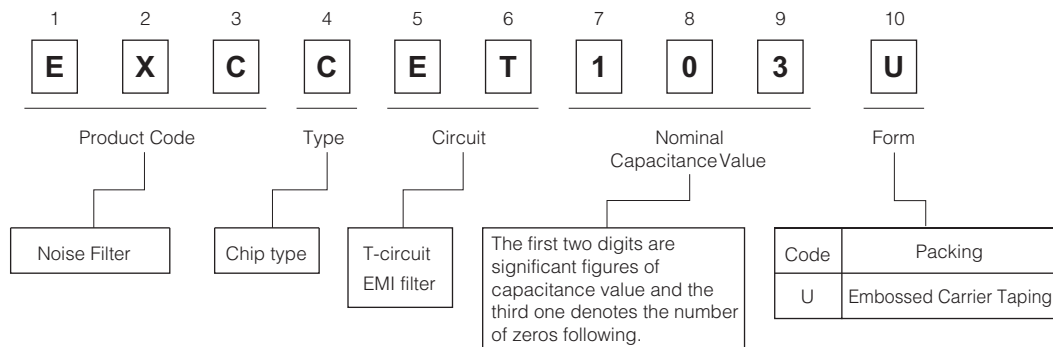 1 2 3 4 5 6 7 8 9 10
E X C C E T 1 0 3 U
Product Code Type Circuit Nominal Form
Capacitance Value
Noise Filter
Chip type
T-circuit
EMI filter
The first two digits are
significant figures of
capacitance value and the
third one denotes the number
of zeros following.
Code Packing
U Embossed Carrier Taping